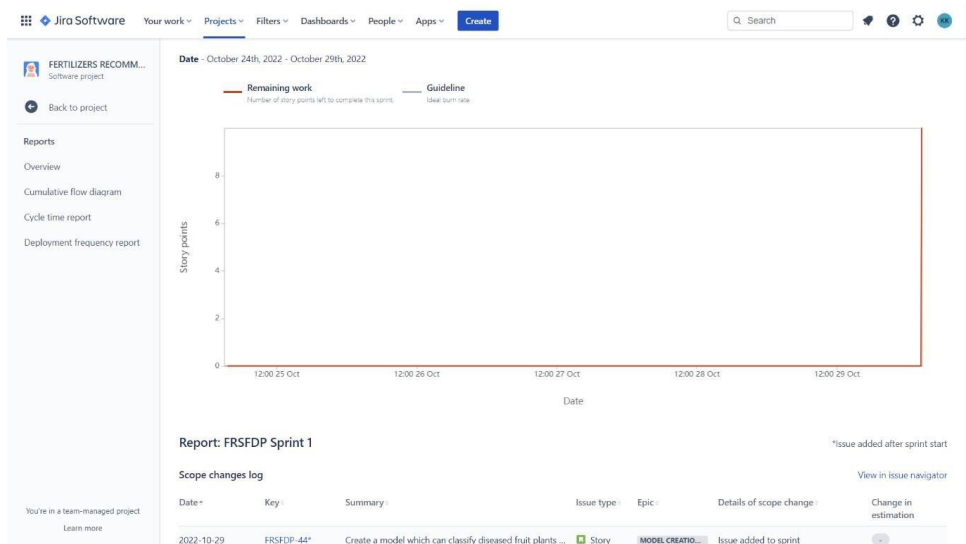 Jira Software Your work Projects Filters Dashboards People Apps Create Search KK
FERTILIZERS RECOMM...
Software project
Back to project
Reports
Overview
Cumulative flow diagram
Cycle time report
Deployment frequency report
You're in a team-managed project
Learn more
Date - October 24th, 2022 - October 29th, 2022
Remaining work
Number of story points left to complete this sprint.
Guideline
Ideal burn rate.
Story points
8
6
4
2
0
12:00 25 Oct 12:00 26 Oct 12:00 27 Oct 12:00 28 Oct 12:00 29 Oct
Date
Report: FRSFDP Sprint 1
*Issue added after sprint start
Scope changes log
View in issue navigator
Date Key Summary Issue type Epic Details of scope change Change in estimation
2022-10-29 FRSFDP-44* Create a model which can classify diseased fruit plants ... Story MODEL CREATIO... Issue added to sprint -